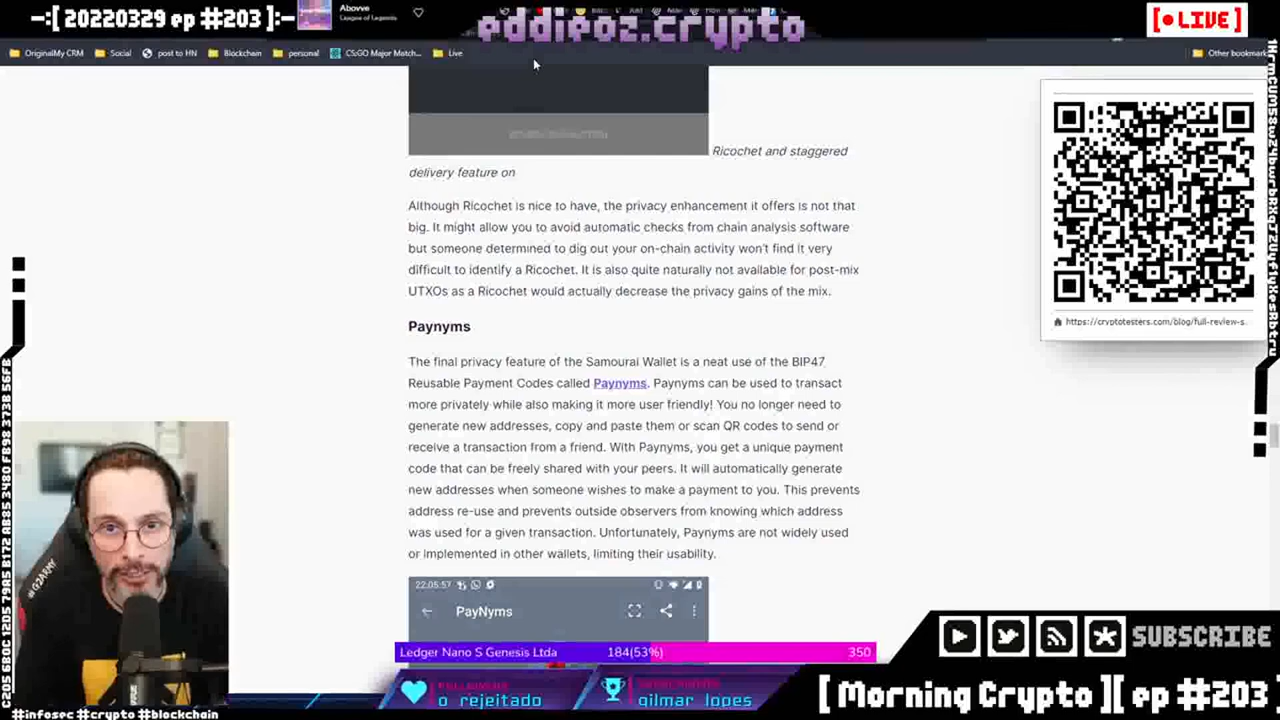 -:[ 20220329 ep #203 ]:-
Abovve
League of Legends
eddieoz.crypto
[● LIVE ]
OriginalMy CRM
Social
post to HN
Blockchain
personal
CS:GO Major Match...
Live
Other bookmark
Ricochet and staggered
delivery feature on
Although Ricochet is nice to have, the privacy enhancement it offers is not that
big. It might allow you to avoid automatic checks from chain analysis software
but someone determined to dig out your on-chain activity won't find it very
difficult to identify a Ricochet. It is also quite naturally not available for post-mix
UTXOs as a Ricochet would actually decrease the privacy gains of the mix.
Paynyms
The final privacy feature of the Samourai Wallet is a neat use of the BIP47
Reusable Payment Codes called Paynyms. Paynyms can be used to transact
more privately while also making it more user friendly! You no longer need to
generate new addresses, copy and paste them or scan QR codes to send or
receive a transaction from a friend. With Paynyms, you get a unique payment
code that can be freely shared with your peers. It will automatically generate
new addresses when someone wishes to make a payment to you. This prevents
address re-use and prevents outside observers from knowing which address
was used for a given transaction. Unfortunately, Paynyms are not widely used
or implemented in other wallets, limiting their usability.
22:05:57
PayNyms
https://cryptotesters.com/blog/full-review-s...
#G2ARMY
Ledger Nano S Genesis Ltda
184(53%)
350
o rejeitado
gilmar lopes
SUBSCRIBE
[ Morning Crypto ][ ep #203 ]
#infosec #crypto #blockchain